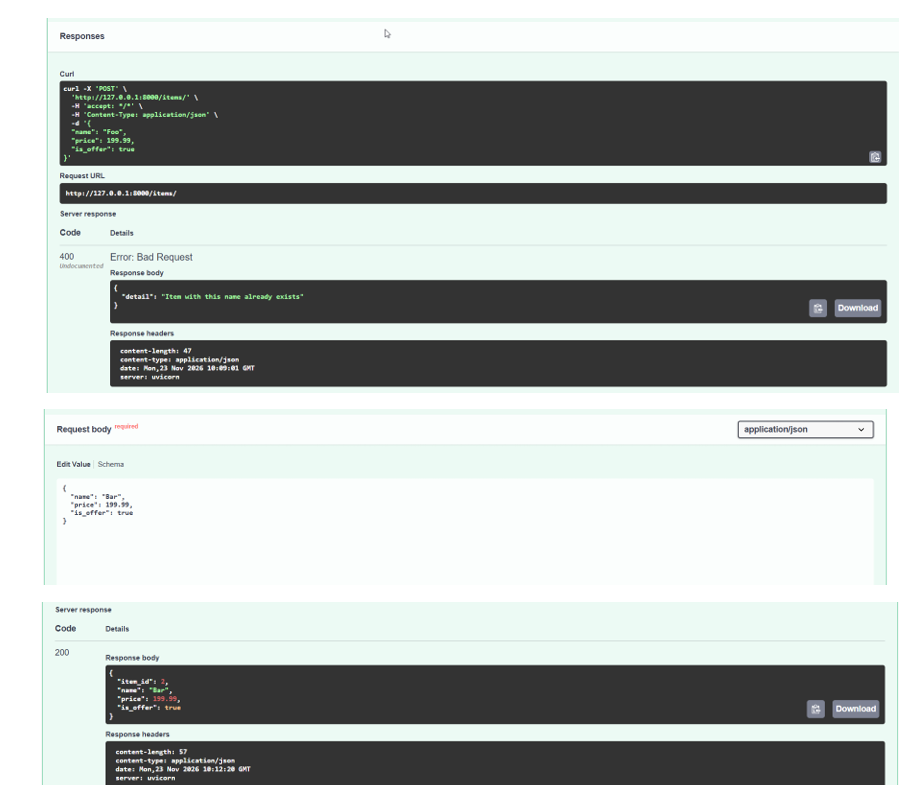 Responses
Curl
curl -X 'POST' \
'http://127.0.0.1:8000/items/' \
-H 'accept: */*' \
-H 'Content-Type: application/json' \
-d '{
"name": "Foo",
"price": 199.99,
"is_offer": true
}'
Request URL
http://127.0.0.1:8000/items/
Server response
Code Details
400 Error: Bad Request
Undocumented
Response body
{
"detail": "Item with this name already exists"
}
Download
Response headers
content-length: 47
content-type: application/json
date: Mon,23 Nov 2026 10:09:01 GMT
server: uvicorn
Request body required
application/json
Edit Value | Schema
{
"name": "Bar",
"price": 199.99,
"is_offer": true
}
Server response
Code Details
200
Response body
{
"item_id": 2,
"name": "Bar",
"price": 199.99,
"is_offer": true
}
Download
Response headers
content-length: 57
content-type: application/json
date: Mon,23 Nov 2026 10:12:20 GMT
server: uvicorn